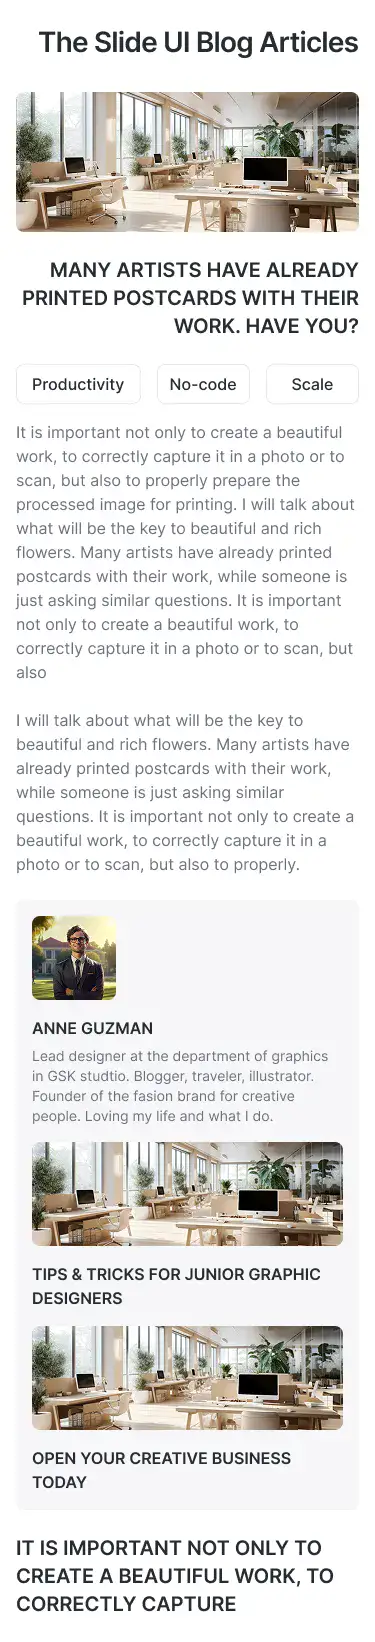 The Slide UI Blog Articles
MANY ARTISTS HAVE ALREADY
PRINTED POSTCARDS WITH THEIR
WORK. HAVE YOU?
Productivity
No-code
Scale
It is important not only to create a beautiful
work, to correctly capture it in a photo or to
scan, but also to properly prepare the
processed image for printing. I will talk about
what will be the key to beautiful and rich
flowers. Many artists have already printed
postcards with their work, while someone is
just asking similar questions. It is important
not only to create a beautiful work, to
correctly capture it in a photo or to scan, but
also
I will talk about what will be the key to
beautiful and rich flowers. Many artists have
already printed postcards with their work,
while someone is just asking similar
questions. It is important not only to create a
beautiful work, to correctly capture it in a
photo or to scan, but also to properly.
ANNE GUZMAN
Lead designer at the department of graphics
in GSK studtio. Blogger, traveler, illustrator.
Founder of the fasion brand for creative
people. Loving my life and what I do.
TIPS & TRICKS FOR JUNIOR GRAPHIC
DESIGNERS
OPEN YOUR CREATIVE BUSINESS
TODAY
IT IS IMPORTANT NOT ONLY TO
CREATE A BEAUTIFUL WORK, TO
CORRECTLY CAPTURE